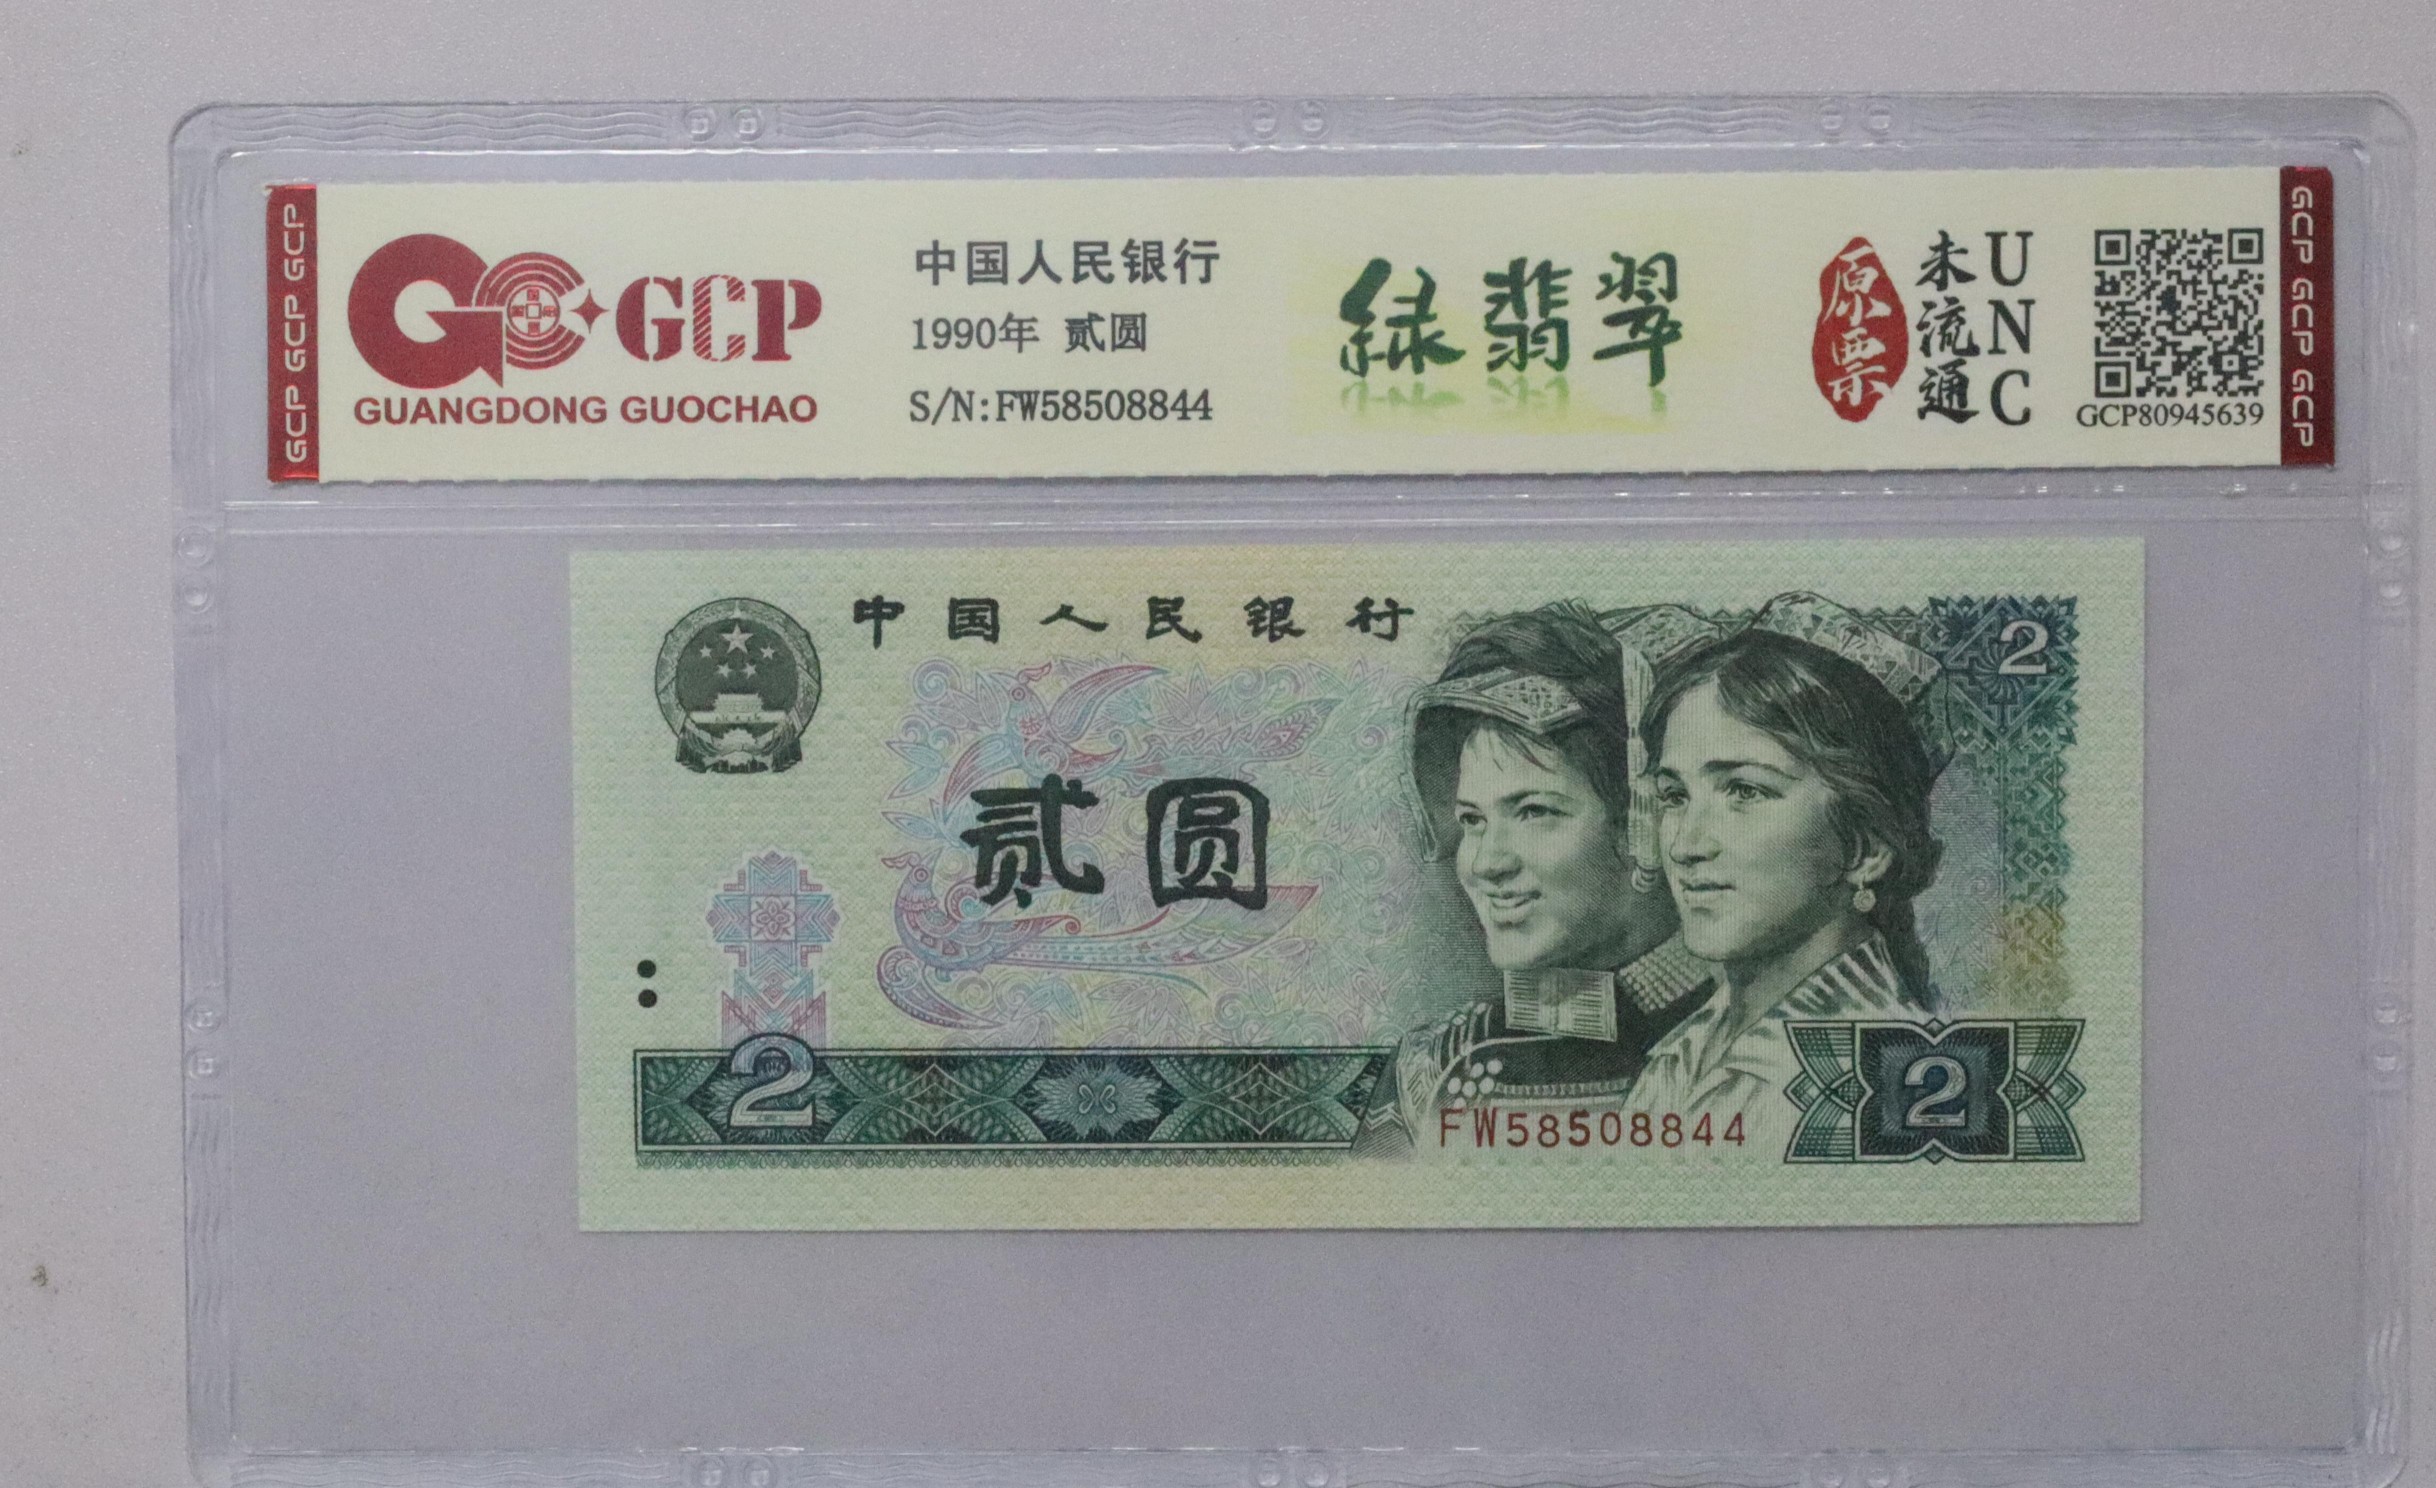 GCP GCP GCP
GCP
GUANGDONG GUOCHAO
中国人民银行
1990年 贰圆
S/N:FW58508844
绿翡翠
原票
未流通
UNC
GCP80945639
GCP GCP GCP
中国人民银行
2
贰圆
2
FW58508844
2